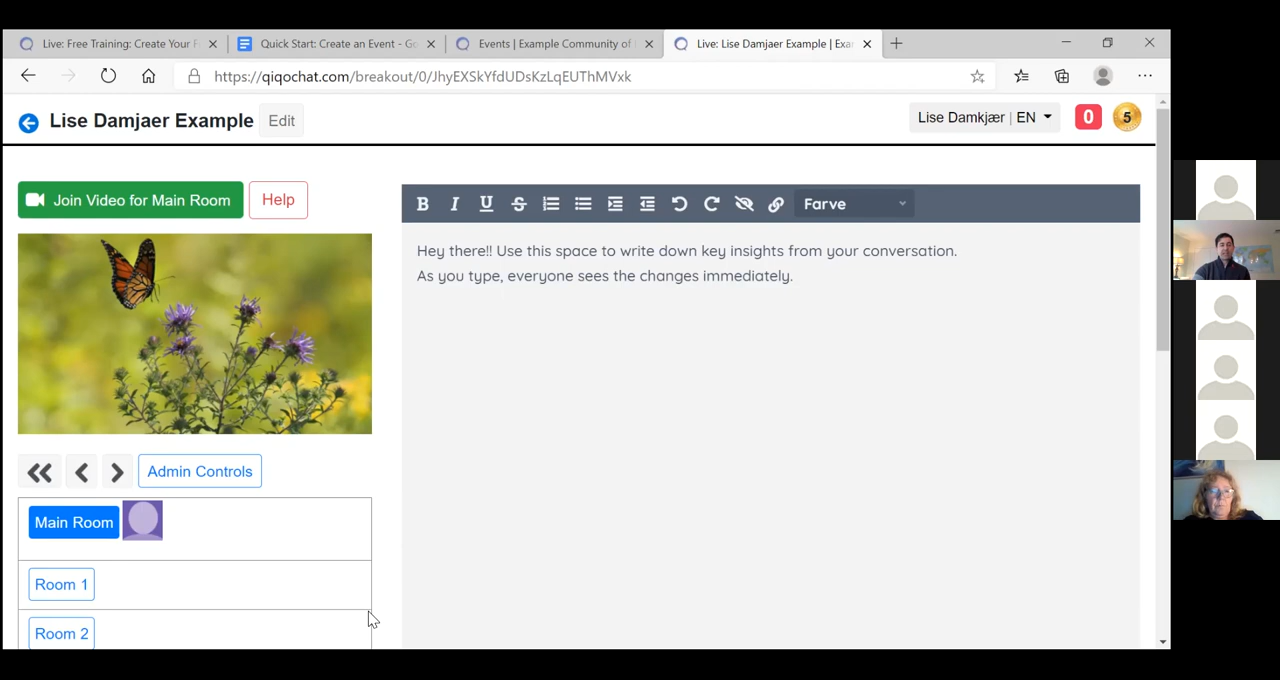 Live: Free Training: Create Your F
Quick Start: Create an Event - Go
Events | Example Community of
Live: Lise Damjaer Example | Exa
https://qiqochat.com/breakout/0/JhyEXSkYfdUDsKzLqEUThMVxk
Lise Damjaer Example
Edit
Lise Damkjær | EN
0
5
Join Video for Main Room
Help
B I U S
Farve
Hey there!! Use this space to write down key insights from your conversation.
As you type, everyone sees the changes immediately.
Admin Controls
Main Room
Room 1
Room 2